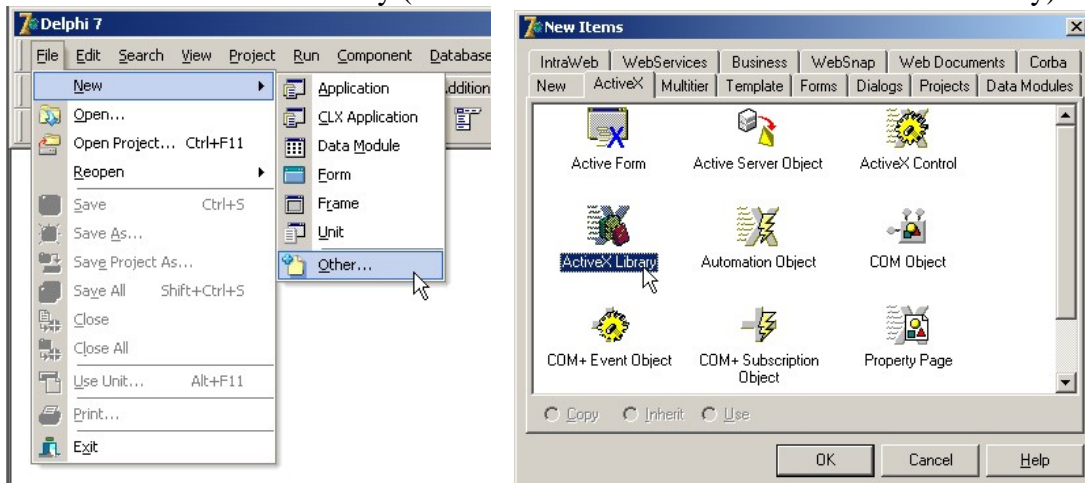 Delphi 7
File Edit Search View Project Run Component Database
New
Open...
Open Project... Ctrl+F11
Reopen
Save Ctrl+S
Save As...
Save Project As...
Save All Shift+Ctrl+S
Close
Close All
Use Unit... Alt+F11
Print...
Exit
Application
CLX Application
Data Module
Form
Frame
Unit
Other...
ddition
New Items
IntraWeb WebServices Business WebSnap Web Documents Corba
New ActiveX Multitier Template Forms Dialogs Projects Data Modules
Active Form Active Server Object ActiveX Control
ActiveX Library Automation Object COM Object
COM+ Event Object COM+ Subscription Object Property Page
Copy Inherit Use
OK Cancel Help